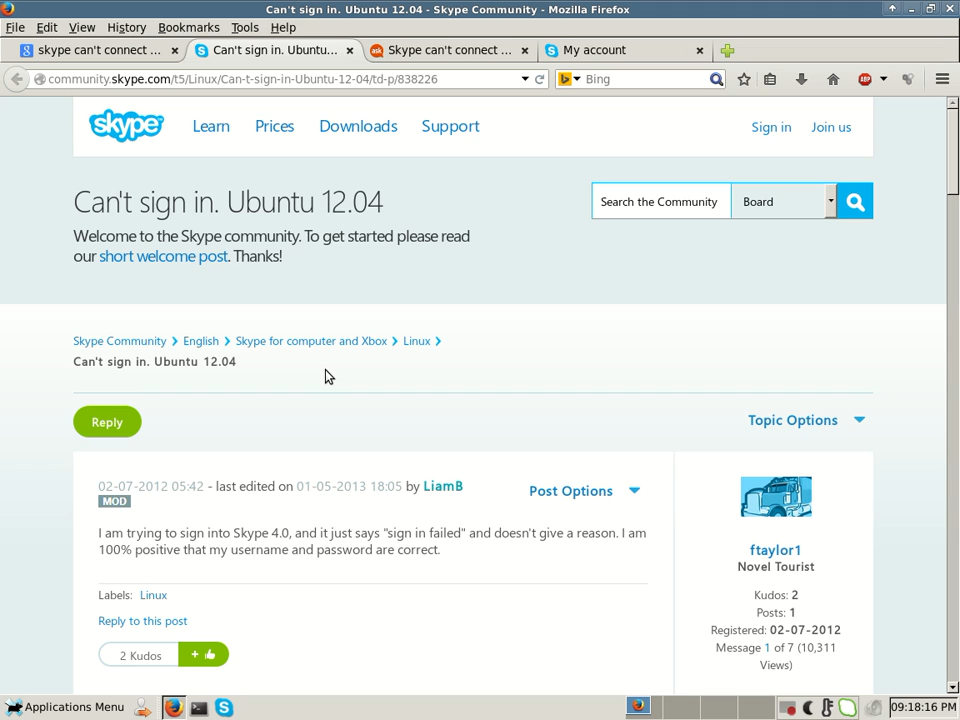 Can't sign in. Ubuntu 12.04 - Skype Community - Mozilla Firefox
File Edit View History Bookmarks Tools Help
skype can't connect ... Can't sign in. Ubuntu... Skype can't connect ... My account
community.skype.com/t5/Linux/Can-t-sign-in-Ubuntu-12-04/td-p/838226 Bing
skype Learn Prices Downloads Support Sign in Join us
Can't sign in. Ubuntu 12.04
Search the Community Board
Welcome to the Skype community. To get started please read
our short welcome post. Thanks!
Skype Community English Skype for computer and Xbox Linux
Can't sign in. Ubuntu 12.04
Reply Topic Options
02-07-2012 05:42 - last edited on 01-05-2013 18:05 by LiamB
MOD
Post Options
I am trying to sign into Skype 4.0, and it just says "sign in failed" and doesn't give a reason. I am
100% positive that my username and password are correct.
Labels: Linux
Reply to this post
2 Kudos +
ftaylor1
Novel Tourist
Kudos: 2
Posts: 1
Registered: 02-07-2012
Message 1 of 7 (10,311
Views)
Applications Menu 09:18:16 PM